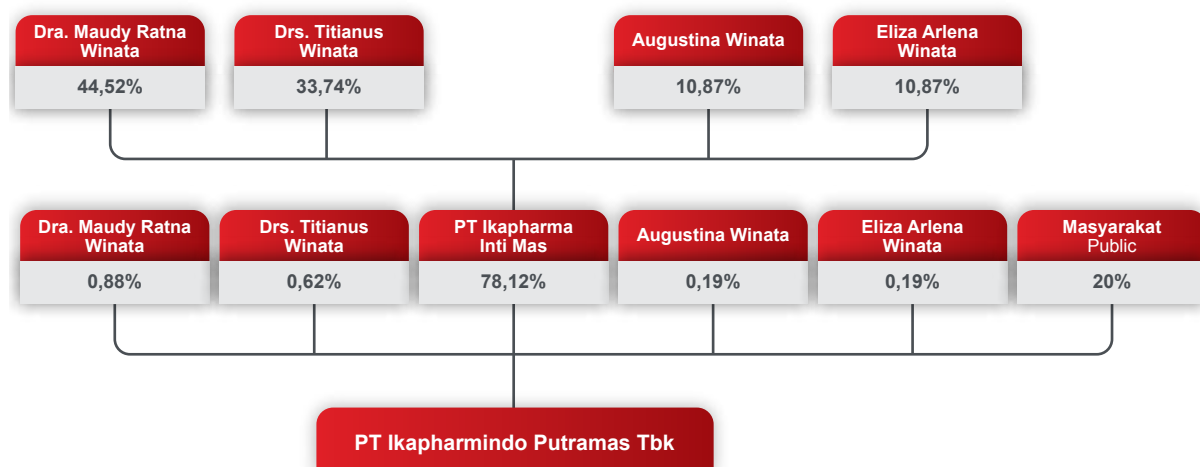 Dra. Maudy Ratna
Winata
44,52%
Drs. Titianus
Winata
33,74%
Augustina Winata
10,87%
Eliza Arlena
Winata
10,87%
Dra. Maudy Ratna
Winata
0,88%
Drs. Titianus
Winata
0,62%
PT Ikapharma
Inti Mas
78,12%
Augustina Winata
0,19%
Eliza Arlena
Winata
0,19%
Masyarakat
Public
20%
PT Ikapharmindo Putramas Tbk